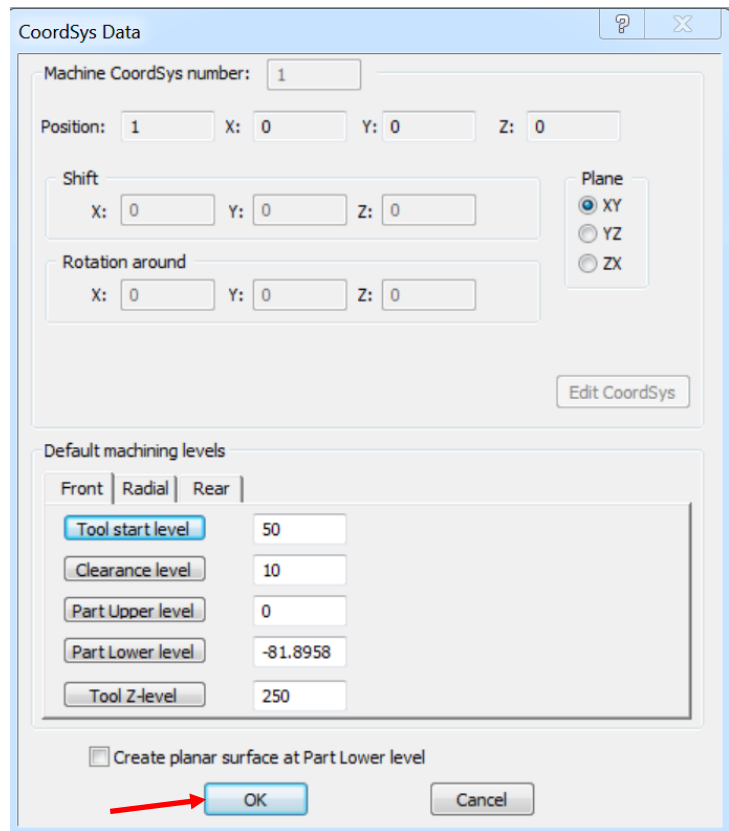 CoordSys Data
Machine CoordSys number: 1
Position: 1 X: 0 Y: 0 Z: 0
Shift
X: 0 Y: 0 Z: 0
Plane
XY
YZ
ZX
Rotation around
X: 0 Y: 0 Z: 0
Edit CoordSys
Default machining levels
Front Radial Rear
Tool start level 50
Clearance level 10
Part Upper level 0
Part Lower level -81.8958
Tool Z-level 250
Create planar surface at Part Lower level
OK Cancel